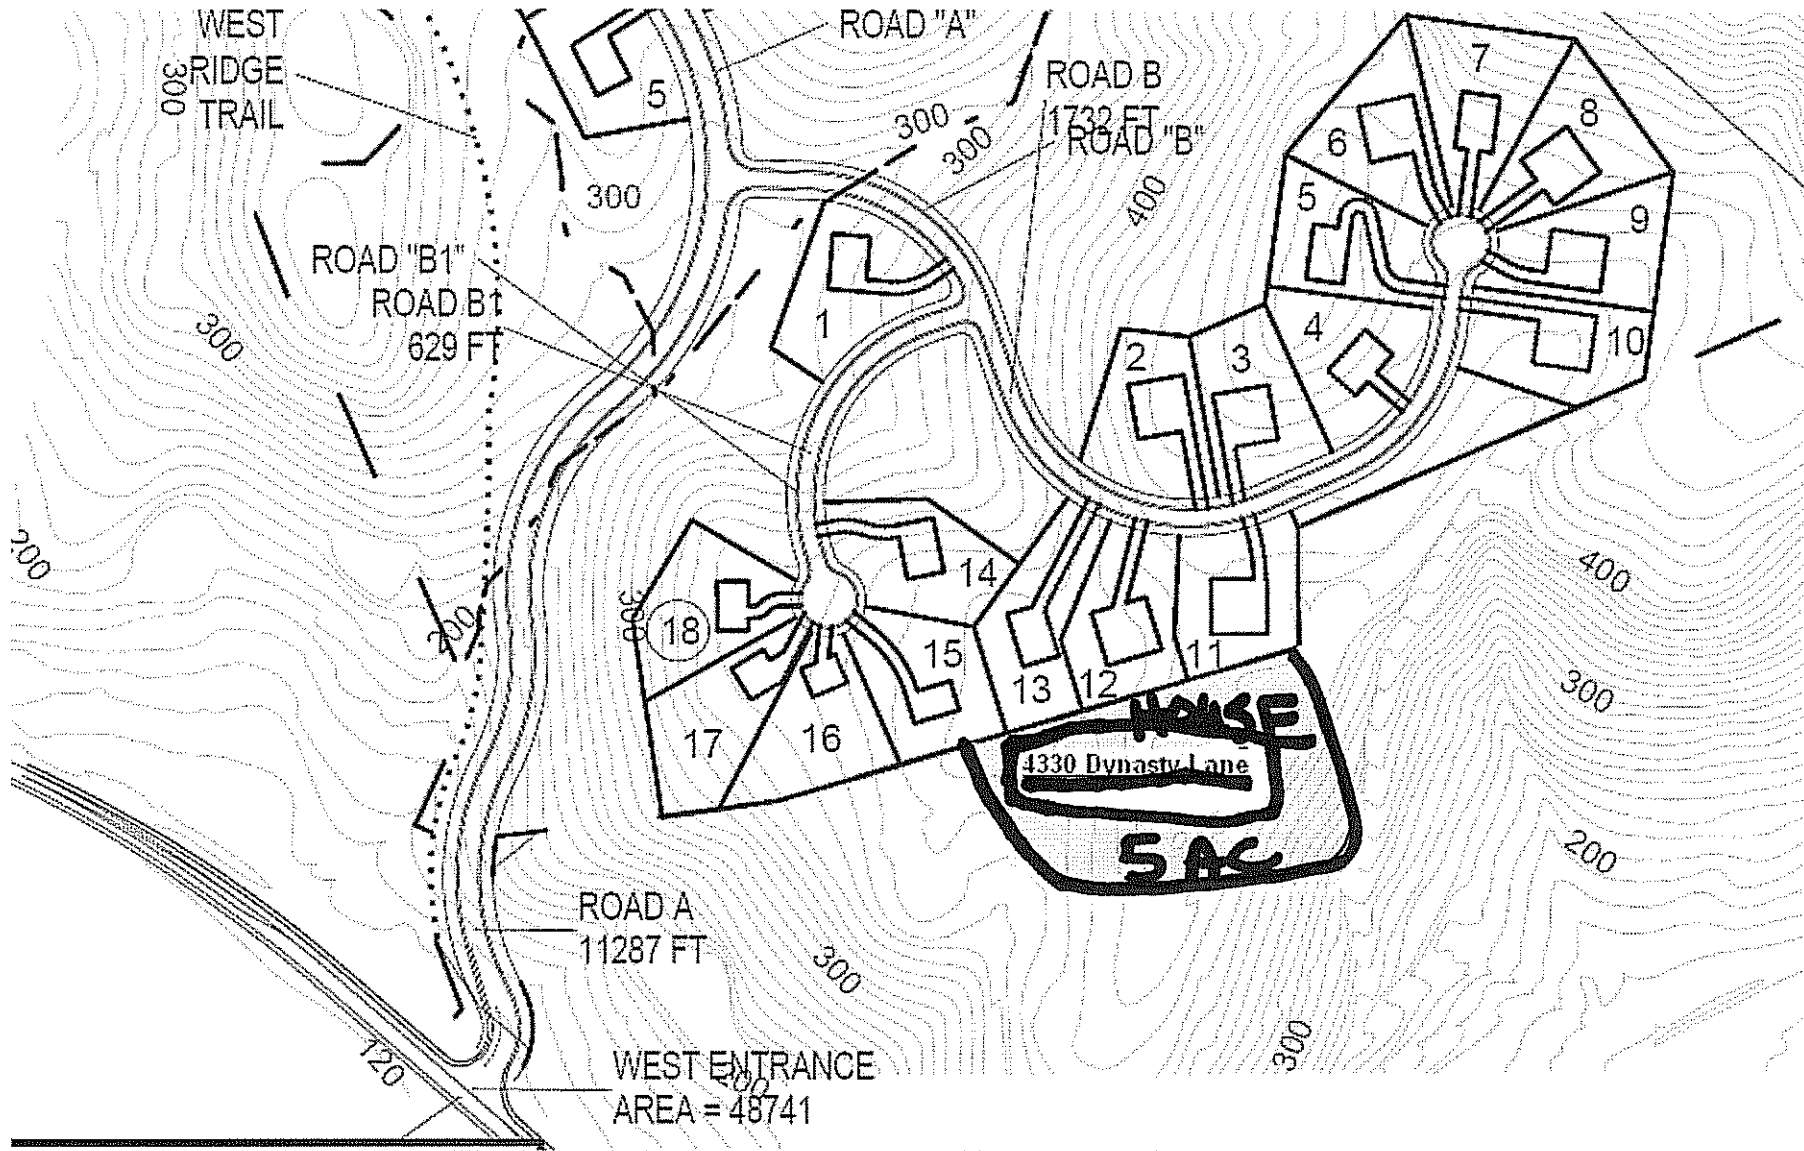 WEST
RIDGE
TRAIL
300
5
ROAD "A"
ROAD B
1732 FT
ROAD "B"
300
300
300
400
7
8
6
5
9
ROAD "B1"
ROAD B1
629 FT
300
1
2
3
4
10
200
200
300
18
14
15
13
12
11
17
16
400
300
200
HOUSE
4330 Dynasty Lane
5 AC
ROAD A
11287 FT
300
300
120
WEST ENTRANCE
AREA = 48741